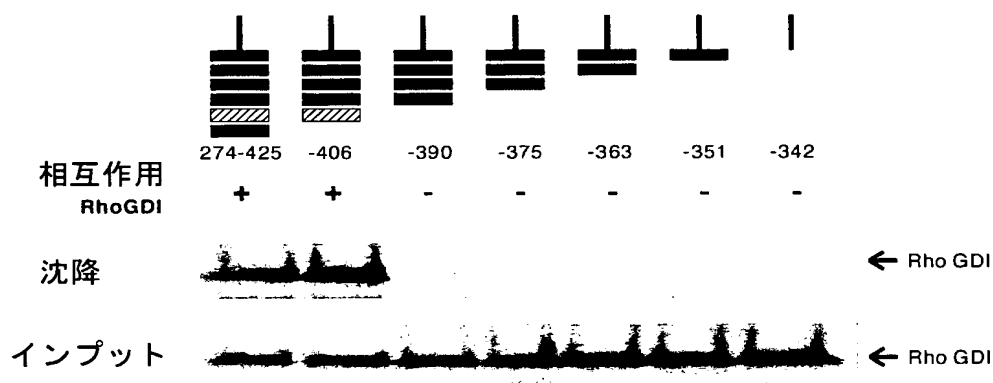 274-425 -406 -390 -375 -363 -351 -342
相互作用 + + - - - - -
RhoGDI
沈降 ← Rho GDI
インプット ← Rho GDI